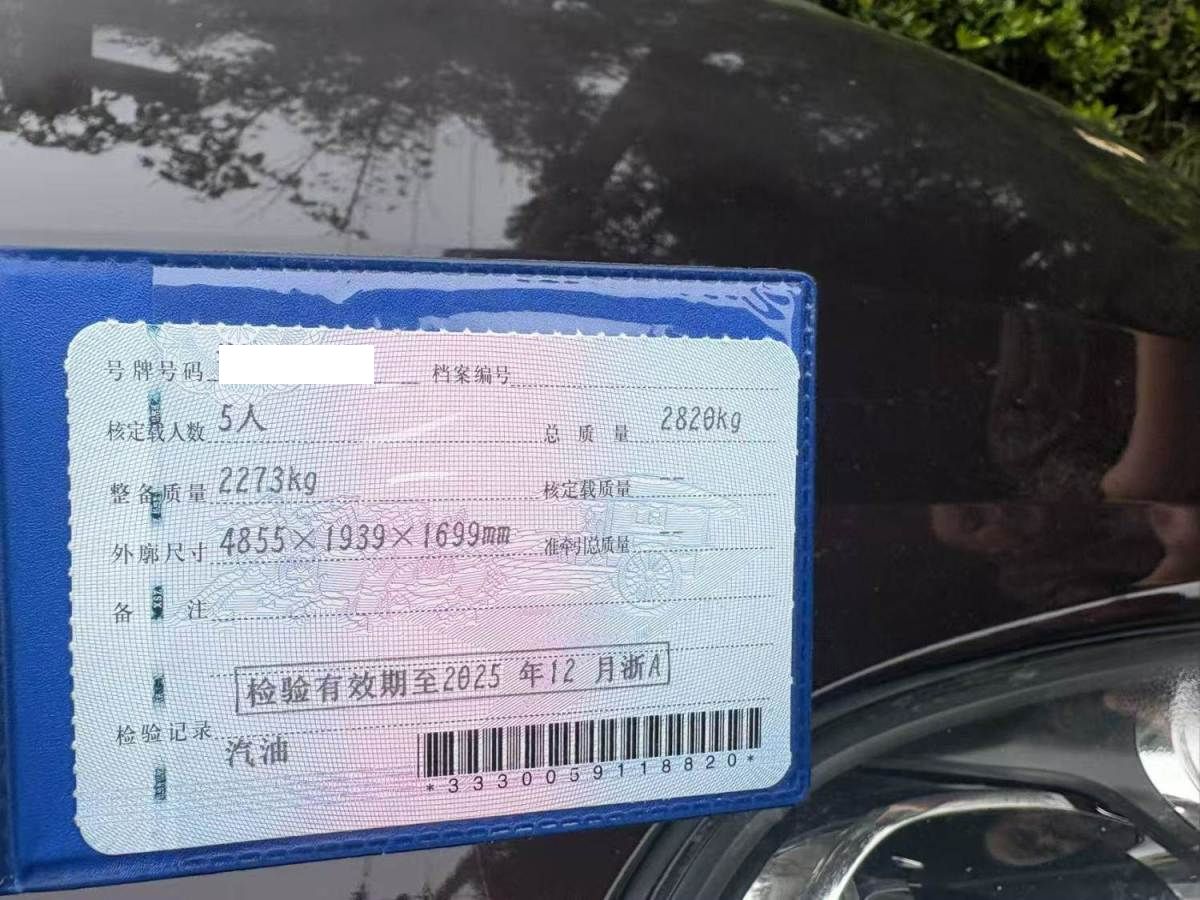 号牌号码 档案编号
核定载人数 5人 总质量 2820kg
整备质量 2273kg 核定载质量 --
外廓尺寸 4855×1939×1699mm 准牵引总质量 --
备注
检验有效期至2025 年12 月浙A
检验记录
汽油
*3330059118820*